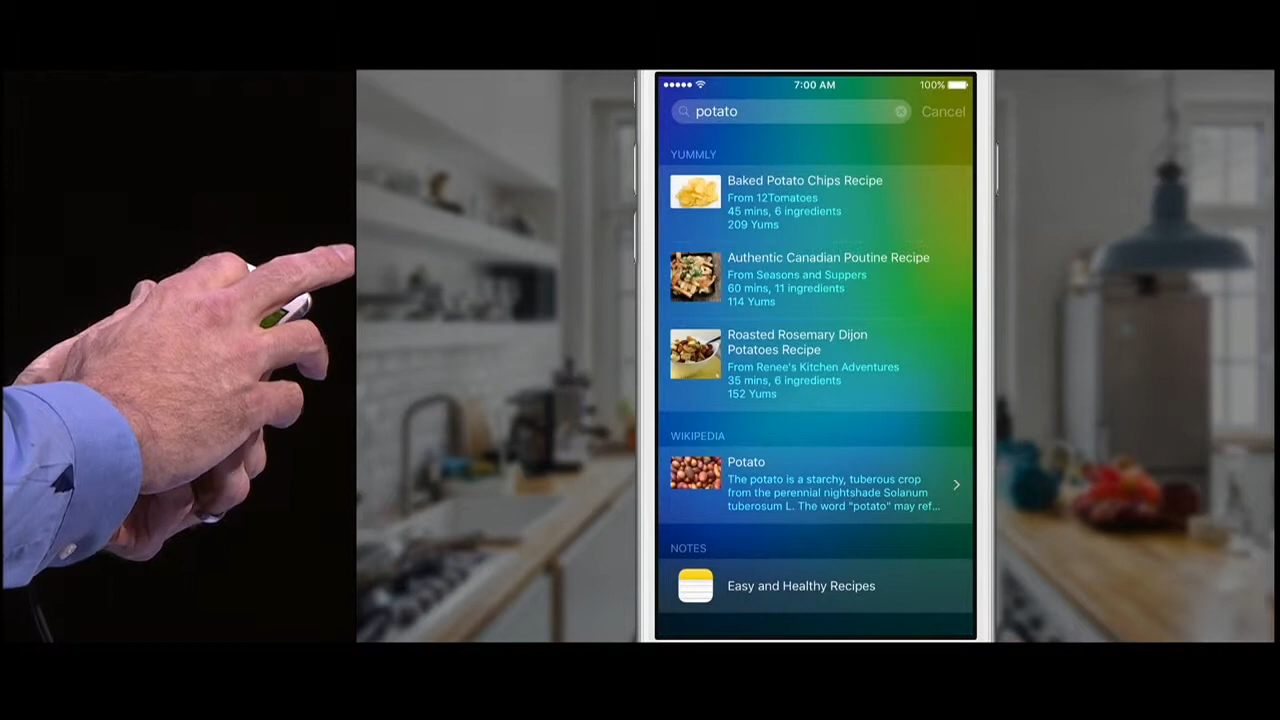 7:00 AM
100%
potato
Cancel
YUMMLY
Baked Potato Chips Recipe
From 12Tomatoes
45 mins, 6 ingredients
209 Yums
Authentic Canadian Poutine Recipe
From Seasons and Suppers
60 mins, 11 ingredients
114 Yums
Roasted Rosemary Dijon
Potatoes Recipe
From Renee's Kitchen Adventures
35 mins, 6 ingredients
152 Yums
WIKIPEDIA
Potato
The potato is a starchy, tuberous crop
from the perennial nightshade Solanum
tuberosum L. The word "potato" may ref...
NOTES
Easy and Healthy Recipes